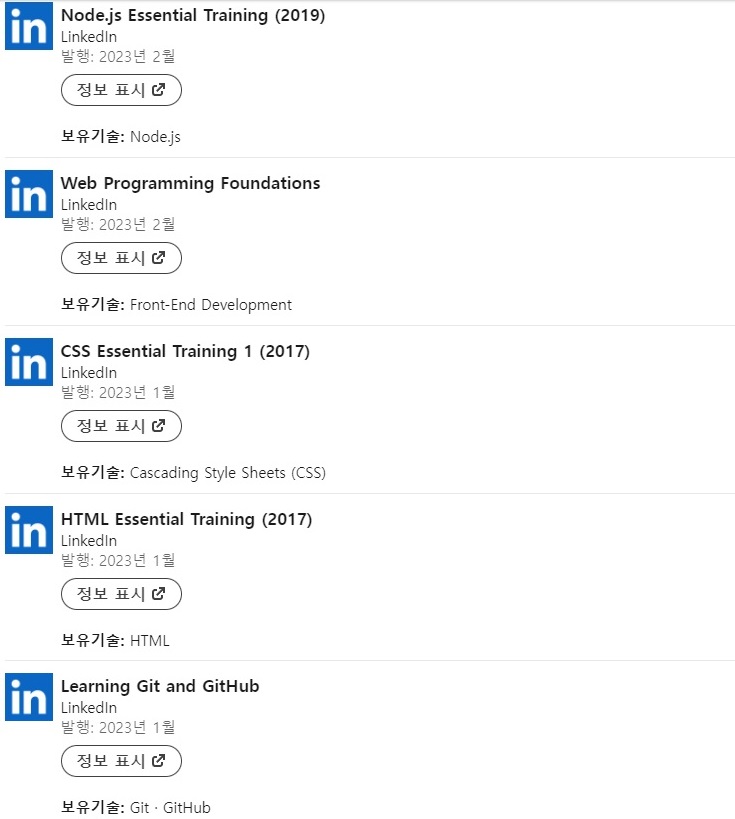 in
Node.js Essential Training (2019)
LinkedIn
발행: 2023년 2월
정보 표시
보유기술: Node.js
in
Web Programming Foundations
LinkedIn
발행: 2023년 2월
정보 표시
보유기술: Front-End Development
in
CSS Essential Training 1 (2017)
LinkedIn
발행: 2023년 1월
정보 표시
보유기술: Cascading Style Sheets (CSS)
in
HTML Essential Training (2017)
LinkedIn
발행: 2023년 1월
정보 표시
보유기술: HTML
in
Learning Git and GitHub
LinkedIn
발행: 2023년 1월
정보 표시
보유기술: Git · GitHub